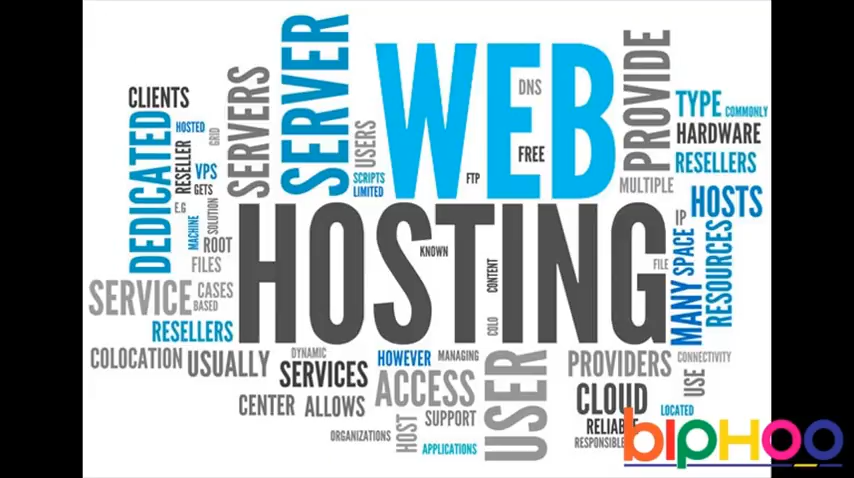 WEB
HOSTING
SERVER
SERVERS
CLIENTS
DEDICATED
HOSTED
GRID
RESELLER
VPS
GETS
E.G
MACHINE
SOLUTION
ROOT
FILES
USERS
SCRIPTS
LIMITED
FTP
DNS
FREE
PROVIDE
MULTIPLE
TYPE
COMMONLY
HARDWARE
RESELLERS
HOSTS
IP
SPACE
MANY
RESOURCES
FILE
KNOWN
CONTENT
COLO
SERVICE
CASES
BASED
RESELLERS
COLOCATION
USUALLY
DYNAMIC
SERVICES
CENTER
ALLOWS
HOWEVER
MANAGING
ACCESS
HOST
SUPPORT
ORGANIZATIONS
APPLICATIONS
USER
PROVIDERS
CONNECTIVITY
USE
CLOUD
LOCATED
RELIABLE
RESPONSIBLE
bipHOO